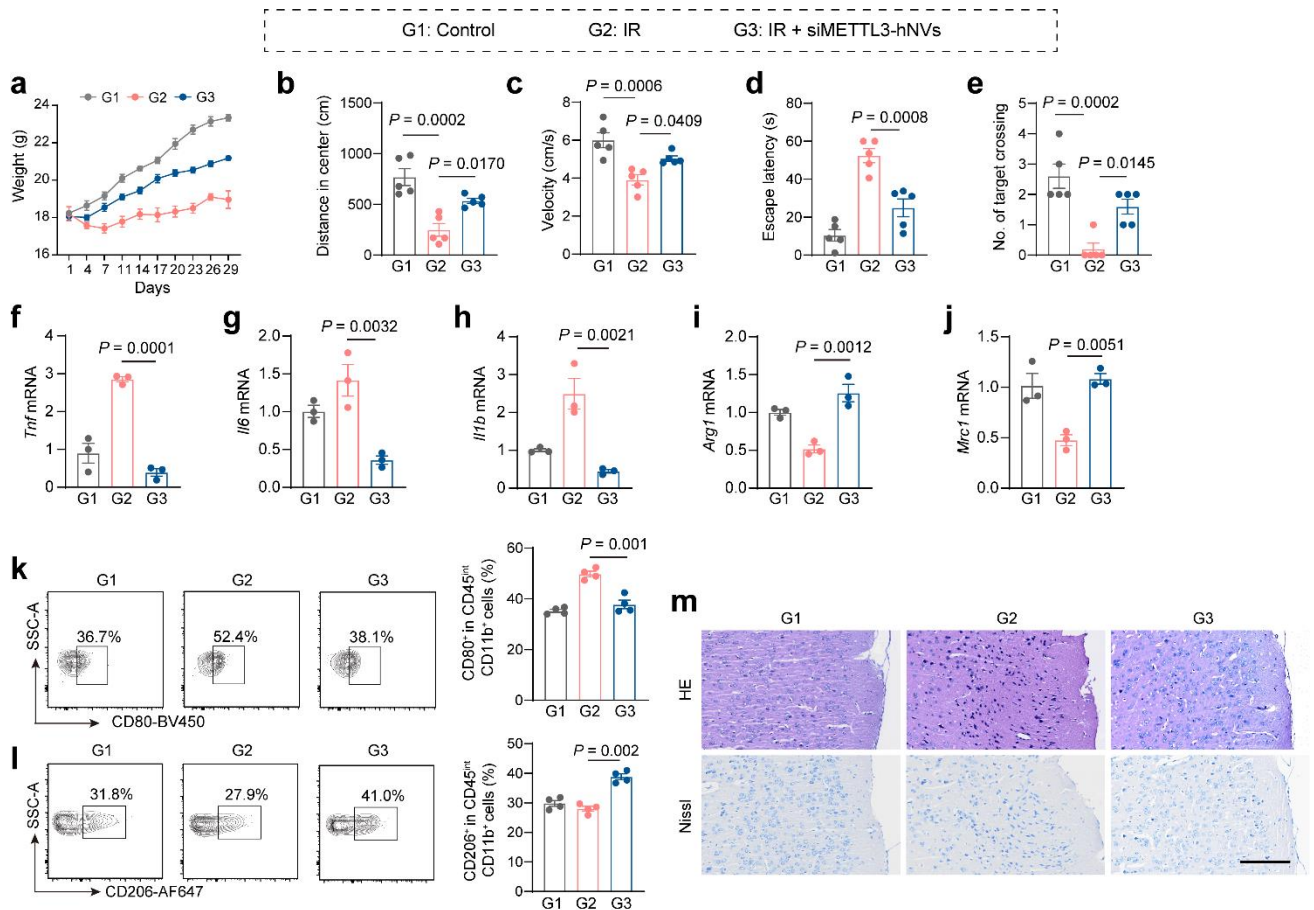 G1: Control G2: IR G3: IR + siMETTL3-hNVs
a
G1 G2 G3
Weight (g)
24
22
20
18
16
1 4 7 11 14 17 20 23 26 29
Days
b
Distance in center (cm)
1500
1000
500
0
P = 0.0002
P = 0.0170
G1 G2 G3
c
Velocity (cm/s)
8
6
4
2
0
P = 0.0006
P = 0.0409
G1 G2 G3
d
Escape latency (s)
80
60
40
20
0
P = 0.0008
G1 G2 G3
e
No. of target crossing
5
4
3
2
1
0
P = 0.0002
P = 0.0145
G1 G2 G3
f
Tnf mRNA
4
3
2
1
0
P = 0.0001
G1 G2 G3
g
Il6 mRNA
2.0
1.5
1.0
0.5
0.0
P = 0.0032
G1 G2 G3
h
Il1b mRNA
4
3
2
1
0
P = 0.0021
G1 G2 G3
i
Arg1 mRNA
2.0
1.5
1.0
0.5
0.0
P = 0.0012
G1 G2 G3
j
Mrc1 mRNA
1.5
1.0
0.5
0.0
P = 0.0051
G1 G2 G3
k
G1 G2 G3
SSC-A
36.7% 52.4% 38.1%
CD80-BV450
CD80⁺ in CD45ⁱⁿᵗ
CD11b⁺ cells (%)
60
40
20
0
P = 0.001
G1 G2 G3
l
G1 G2 G3
SSC-A
31.8% 27.9% 41.0%
CD206-AF647
CD206⁺ in CD45ⁱⁿᵗ
CD11b⁺ cells (%)
50
40
30
20
10
0
P = 0.002
G1 G2 G3
m
G1 G2 G3
HE
Nissl